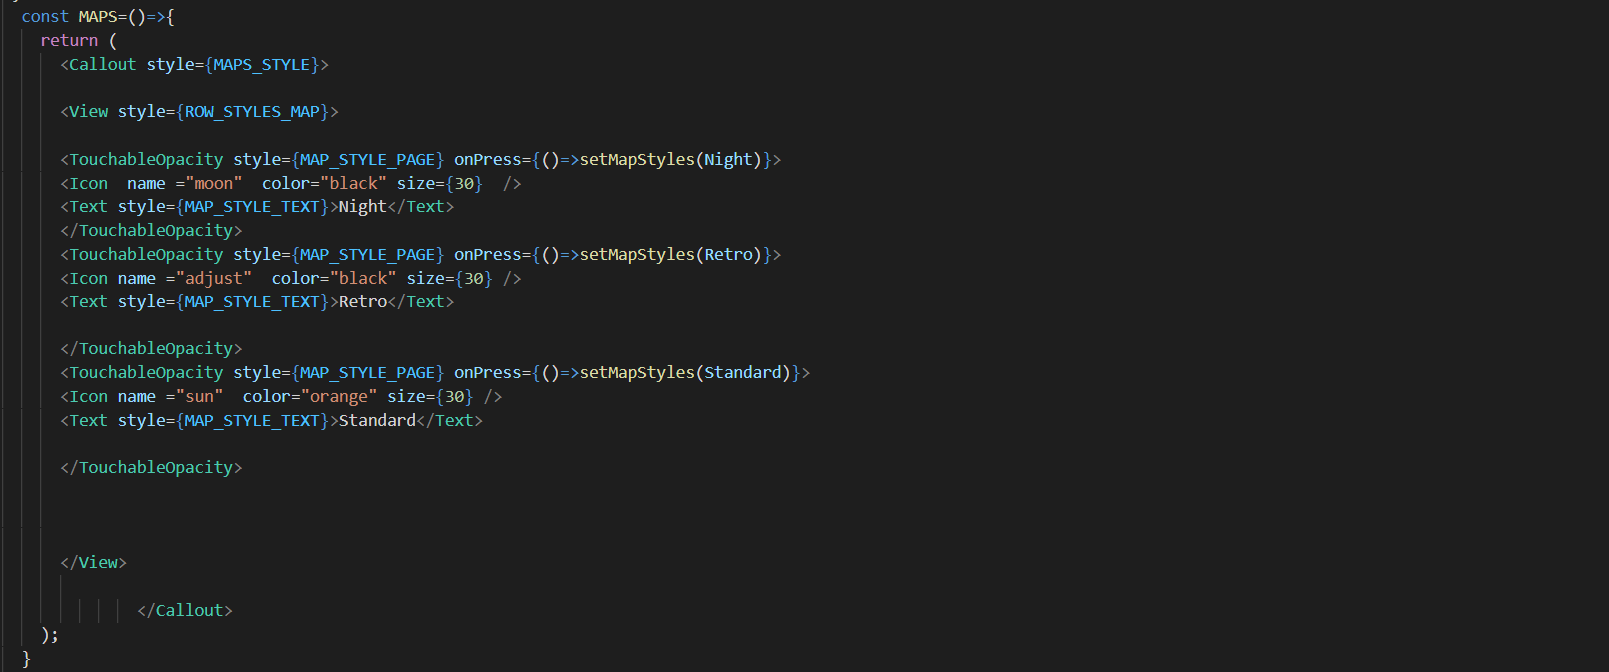 const MAPS=()=>{
return (
<Callout style={MAPS_STYLE}>
<View style={ROW_STYLES_MAP}>
<TouchableOpacity style={MAP_STYLE_PAGE} onPress={()=>setMapStyles(Night)}>
<Icon  name ="moon"  color="black" size={30}  />
<Text style={MAP_STYLE_TEXT}>Night</Text>
</TouchableOpacity>
<TouchableOpacity style={MAP_STYLE_PAGE} onPress={()=>setMapStyles(Retro)}>
<Icon name ="adjust"  color="black" size={30} />
<Text style={MAP_STYLE_TEXT}>Retro</Text>
</TouchableOpacity>
<TouchableOpacity style={MAP_STYLE_PAGE} onPress={()=>setMapStyles(Standard)}>
<Icon name ="sun"  color="orange" size={30} />
<Text style={MAP_STYLE_TEXT}>Standard</Text>
</TouchableOpacity>
</View>
</Callout>
);
}